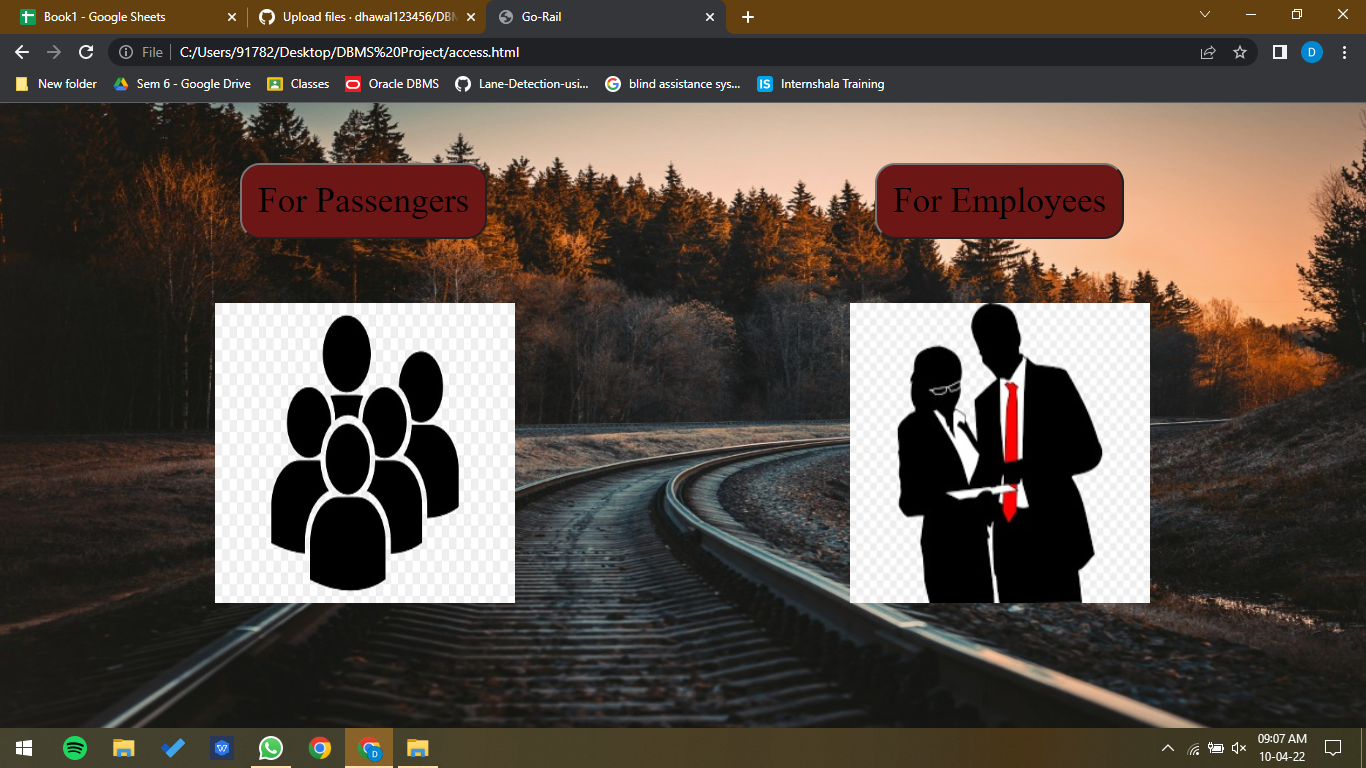 Book1 - Google Sheets
Upload files · dhawal123456/DBM
Go-Rail
File
C:/Users/91782/Desktop/DBMS%20Project/access.html
D
New folder
Sem 6 - Google Drive
Classes
Oracle DBMS
Lane-Detection-usi...
blind assistance sys...
IS
Internshala Training
For Passengers
For Employees
D
09:07 AM
10-04-22